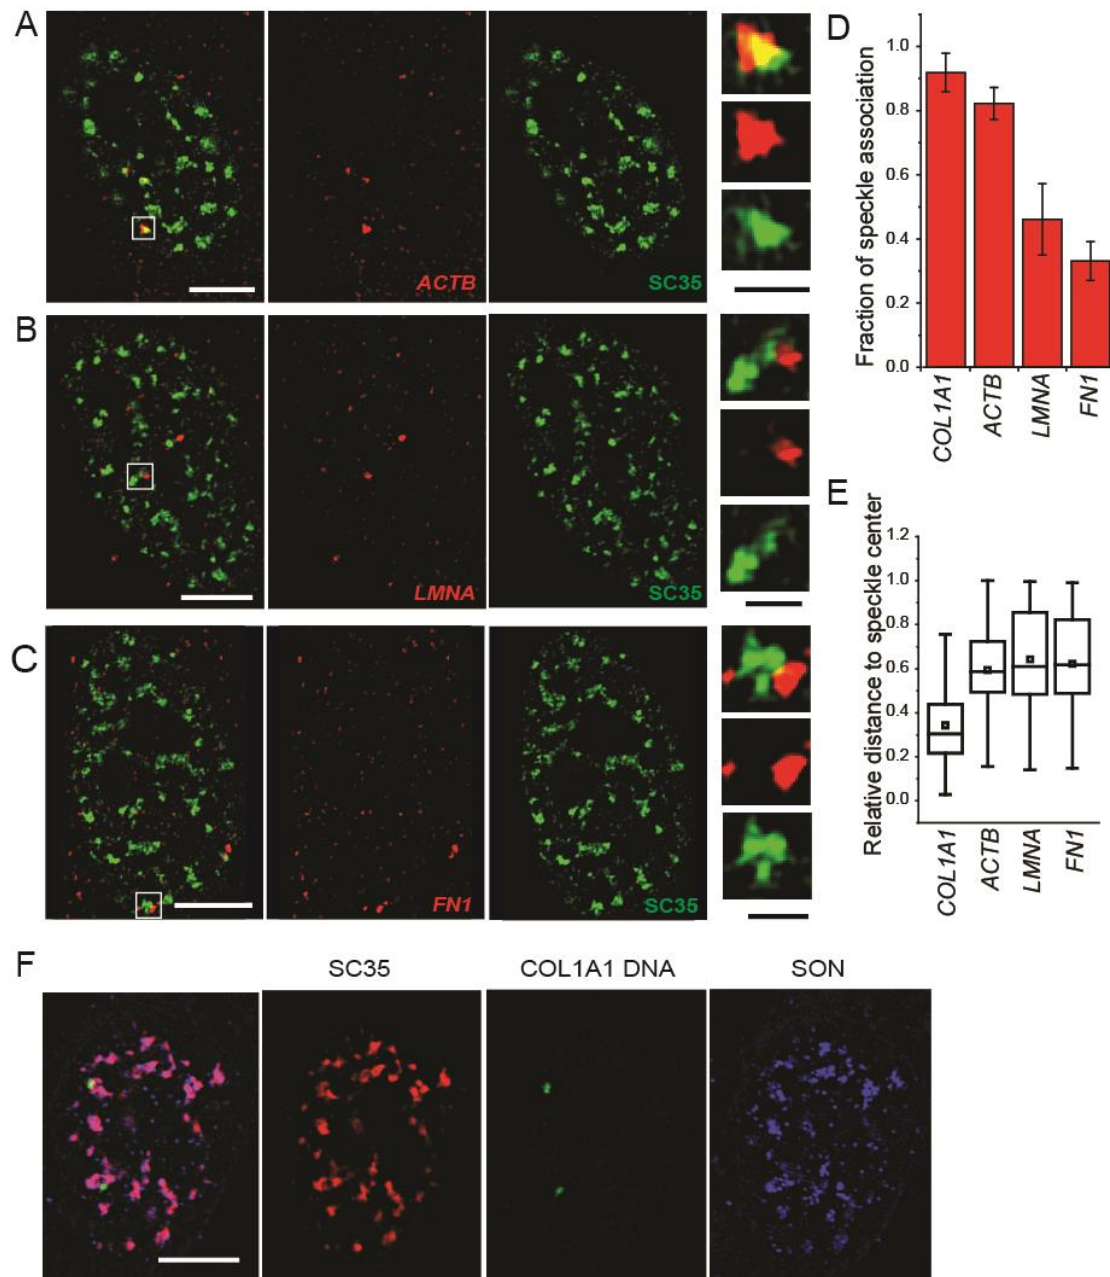 A
ACTB
SC35
B
LMNA
SC35
C
FN1
SC35
D
Fraction of speckle association
1.0
0.8
0.6
0.4
0.2
0.0
COL1A1
ACTB
LMNA
FN1
E
Relative distance to speckle center
1.2
1.0
0.8
0.6
0.4
0.2
0.0
COL1A1
ACTB
LMNA
FN1
F
SC35
COL1A1 DNA
SON